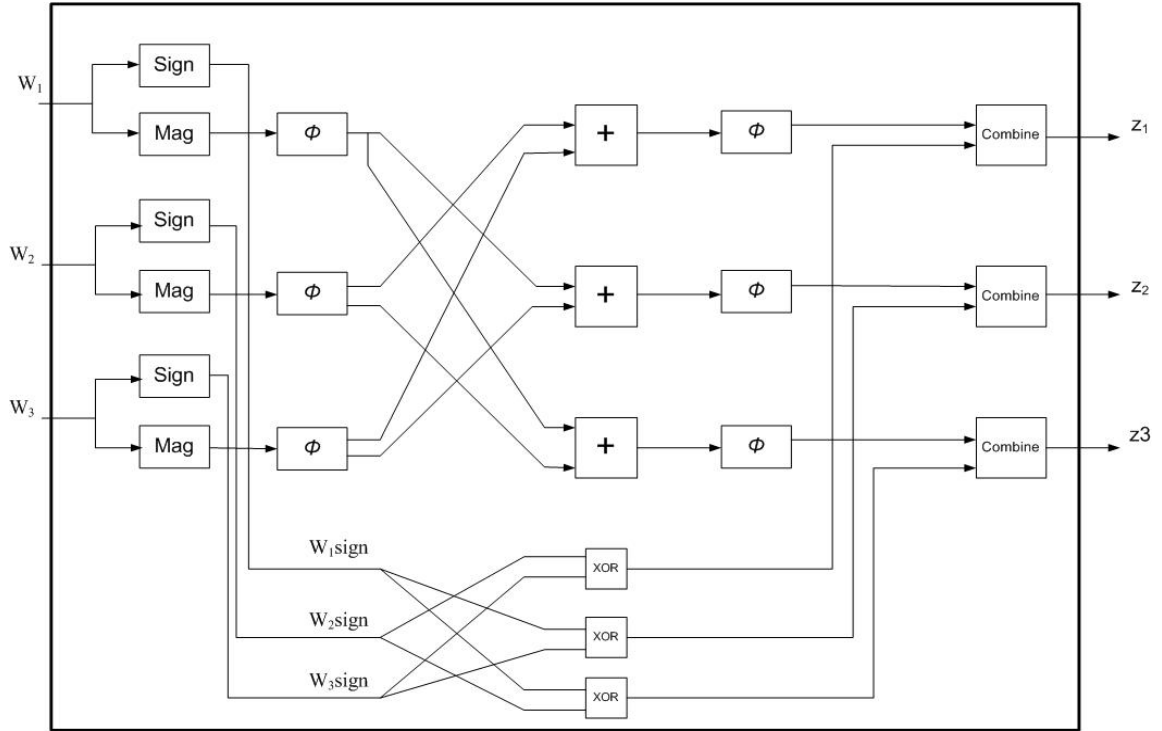 W₁
Sign
Mag
Φ
+
Φ
Combine
z₁
W₂
Sign
Mag
Φ
+
Φ
Combine
z₂
W₃
Sign
Mag
Φ
+
Φ
Combine
z3
W₁sign
XOR
W₂sign
XOR
W₃sign
XOR